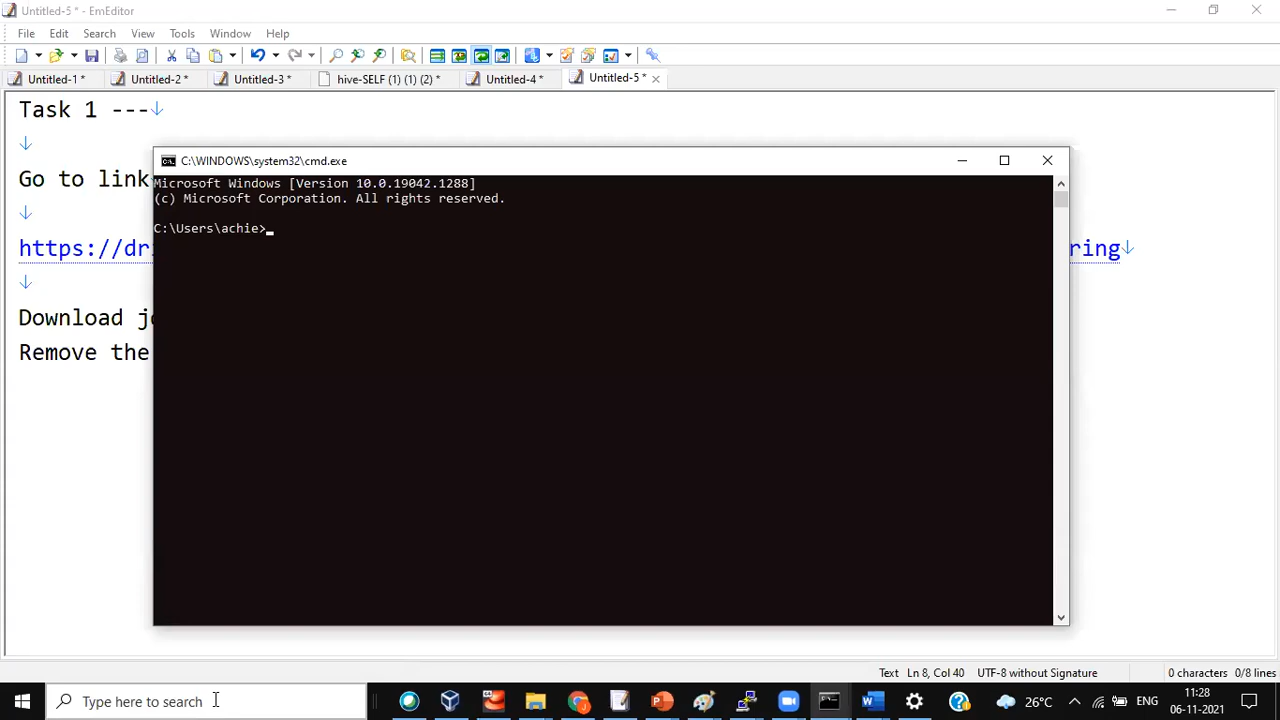 Untitled-5 * - EmEditor
File Edit Search View Tools Window Help
Untitled-1 * Untitled-2 * Untitled-3 * hive-SELF (1) (1) (2) * Untitled-4 * Untitled-5 *
Task 1 ---
C:\WINDOWS\system32\cmd.exe
Go to link
Microsoft Windows [Version 10.0.19042.1288]
(c) Microsoft Corporation. All rights reserved.
C:\Users\achie>
https://dr ring
Download
Remove the
Text Ln 8, Col 40 UTF-8 without Signature 0 characters 0/8 lines
Type here to search
26°C ENG 11:28
06-11-2021